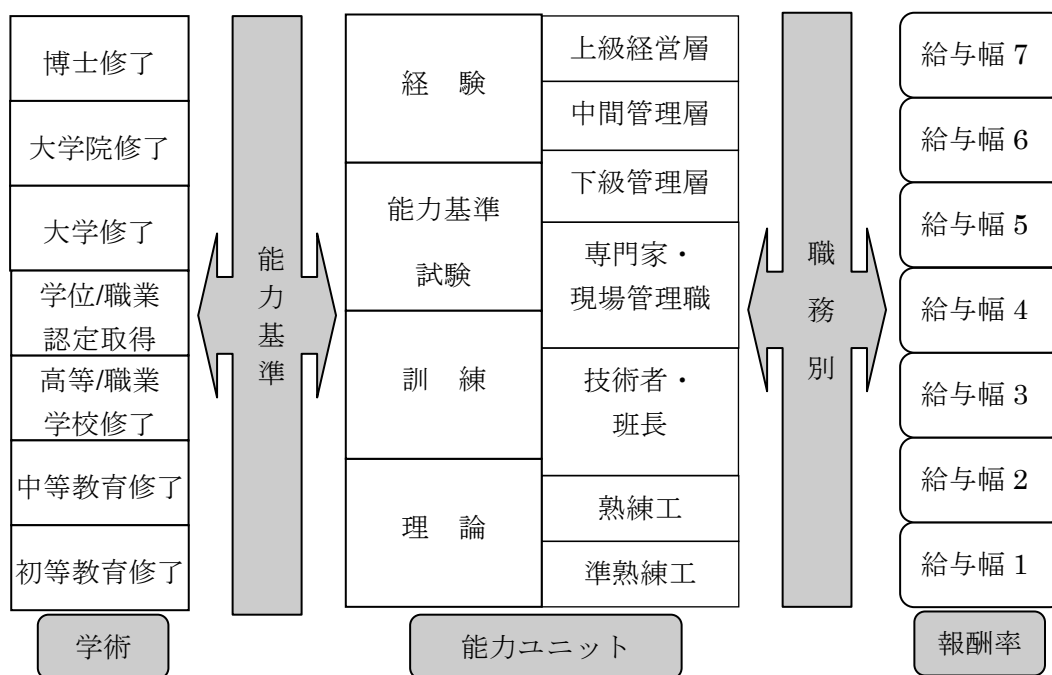 博士修了
大学院修了
大学修了
学位/職業
認定取得
高等/職業
学校修了
中等教育修了
初等教育修了
学術
能力基準
経 験
能力基準
試験
訓 練
理 論
上級経営層
中間管理層
下級管理層
専門家・
現場管理職
技術者・
班長
熟練工
準熟練工
能力ユニット
職務別
給与幅 7
給与幅 6
給与幅 5
給与幅 4
給与幅 3
給与幅 2
給与幅 1
報酬率